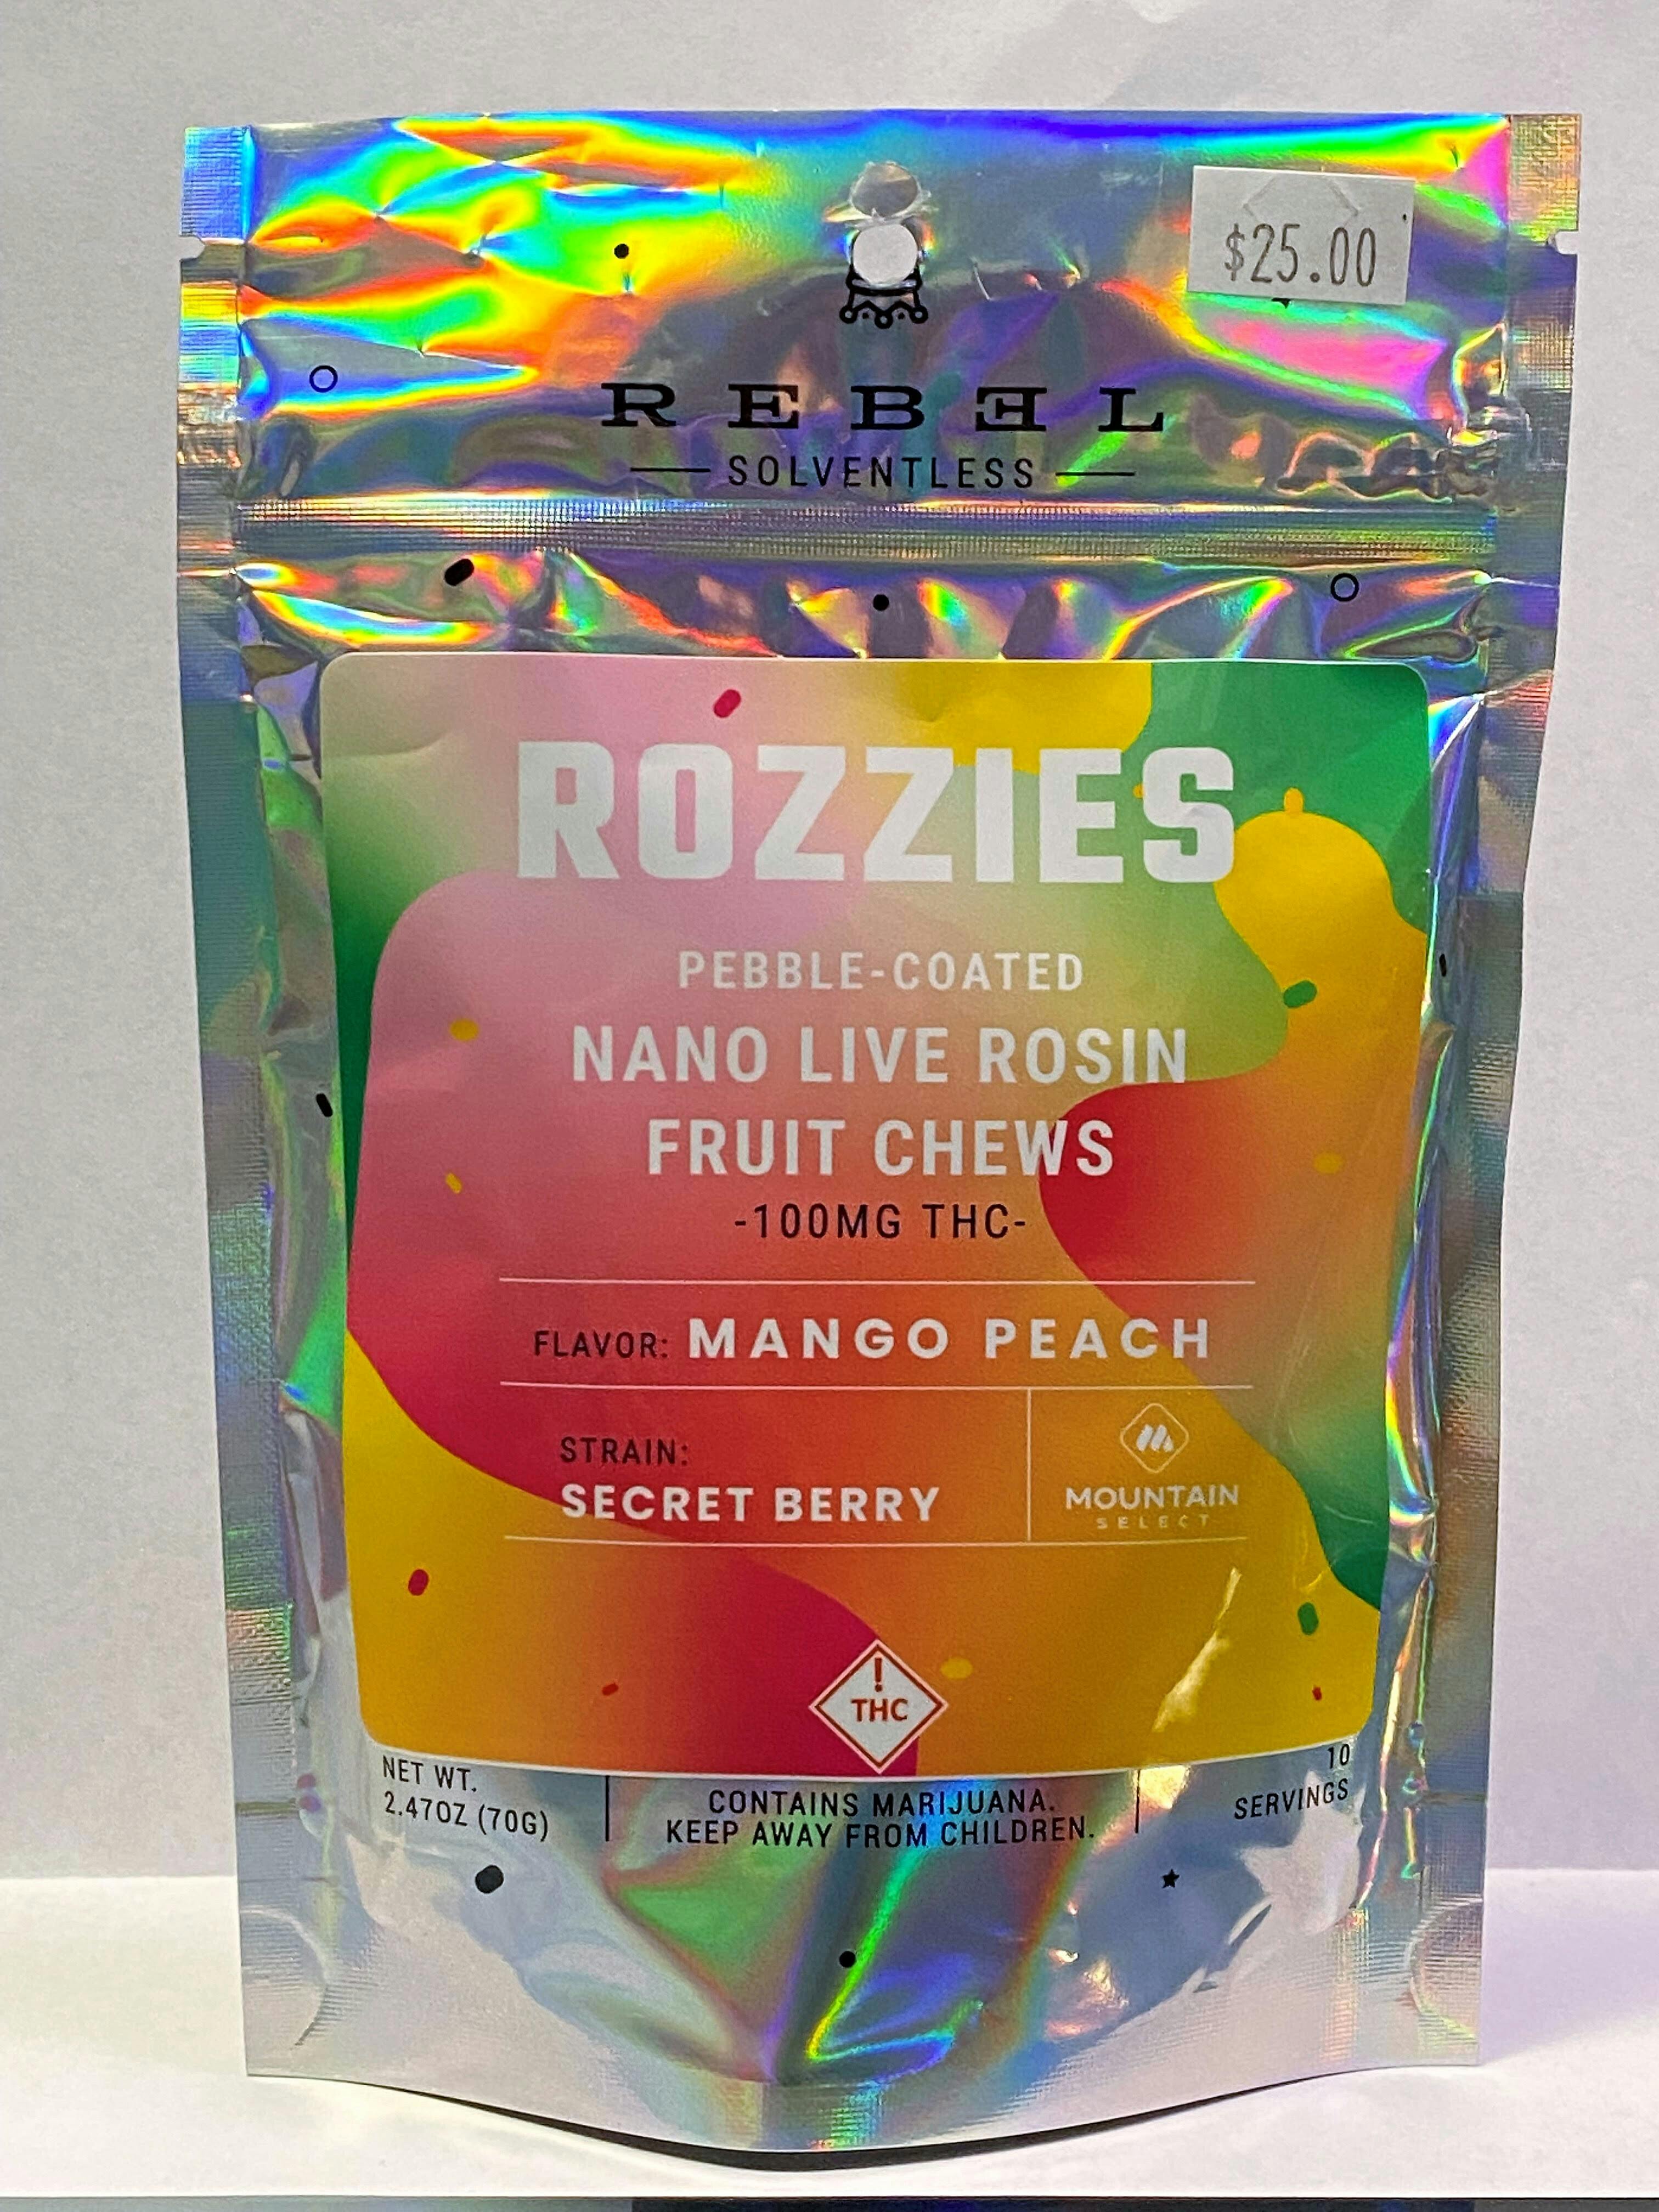 $25.00
REBEL
SOLVENTLESS
ROZZIES
PEBBLE-COATED
NANO LIVE ROSIN
FRUIT CHEWS
-100MG THC-
FLAVOR: MANGO PEACH
STRAIN:
SECRET BERRY
MOUNTAIN
SELECT
!
THC
NET WT.
2.47OZ (70G)
CONTAINS MARIJUANA.
KEEP AWAY FROM CHILDREN.
10
SERVINGS